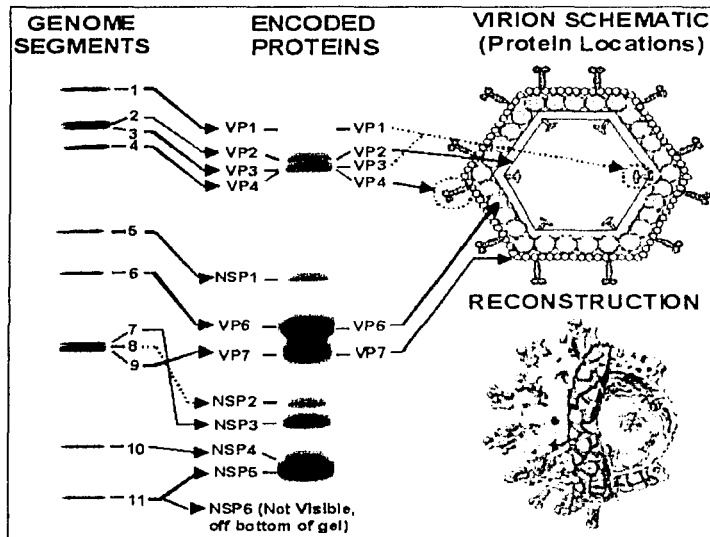 GENOME
SEGMENTS
ENCODED
PROTEINS
VIRION SCHEMATIC
(Protein Locations)
1
2
3
4
5
6
7
8
9
10
11
VP1
VP2
VP3
VP4
NSP1
VP6
VP7
NSP2
NSP3
NSP4
NSP5
NSP6 (Not Visible,
off bottom of gel)
VP1
VP2
VP3
VP4
VP6
VP7
RECONSTRUCTION